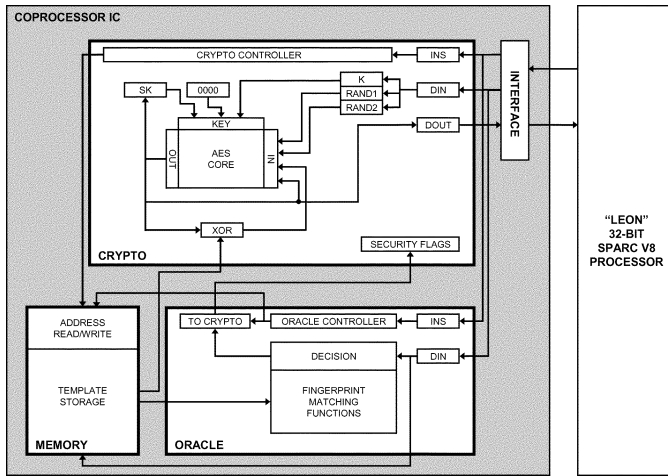 COPROCESSOR IC
CRYPTO CONTROLLER
INS
SK
0000
K
RAND1
RAND2
DIN
KEY
OUT
AES
CORE
IN
DOUT
INTERFACE
XOR
SECURITY FLAGS
CRYPTO
"LEON"
32-BIT
SPARC V8
PROCESSOR
ADDRESS
READ/WRITE
TO CRYPTO
ORACLE CONTROLLER
INS
DECISION
DIN
TEMPLATE
STORAGE
FINGERPRINT
MATCHING
FUNCTIONS
MEMORY
ORACLE